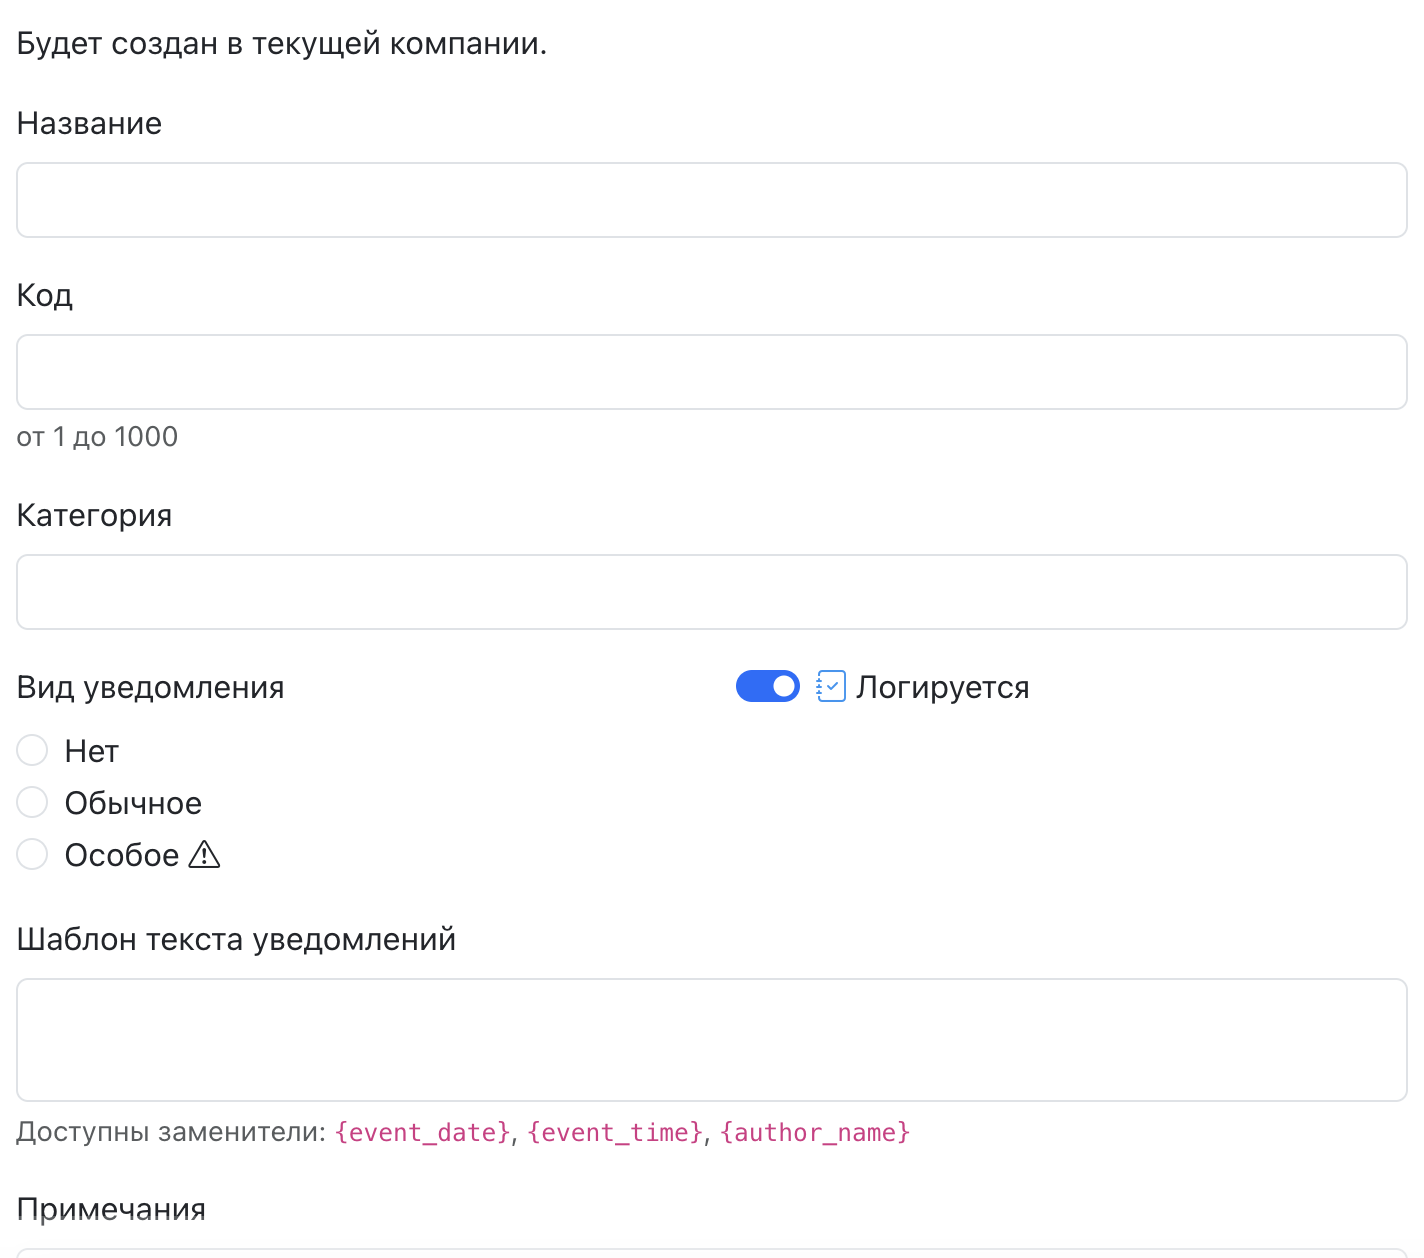 Будет создан в текущей компании.
Название
Код
от 1 до 1000
Категория
Вид уведомления
Логируется
Нет
Обычное
Особое
Шаблон текста уведомлений
Доступны заменители: {event_date}, {event_time}, {author_name}
Примечания